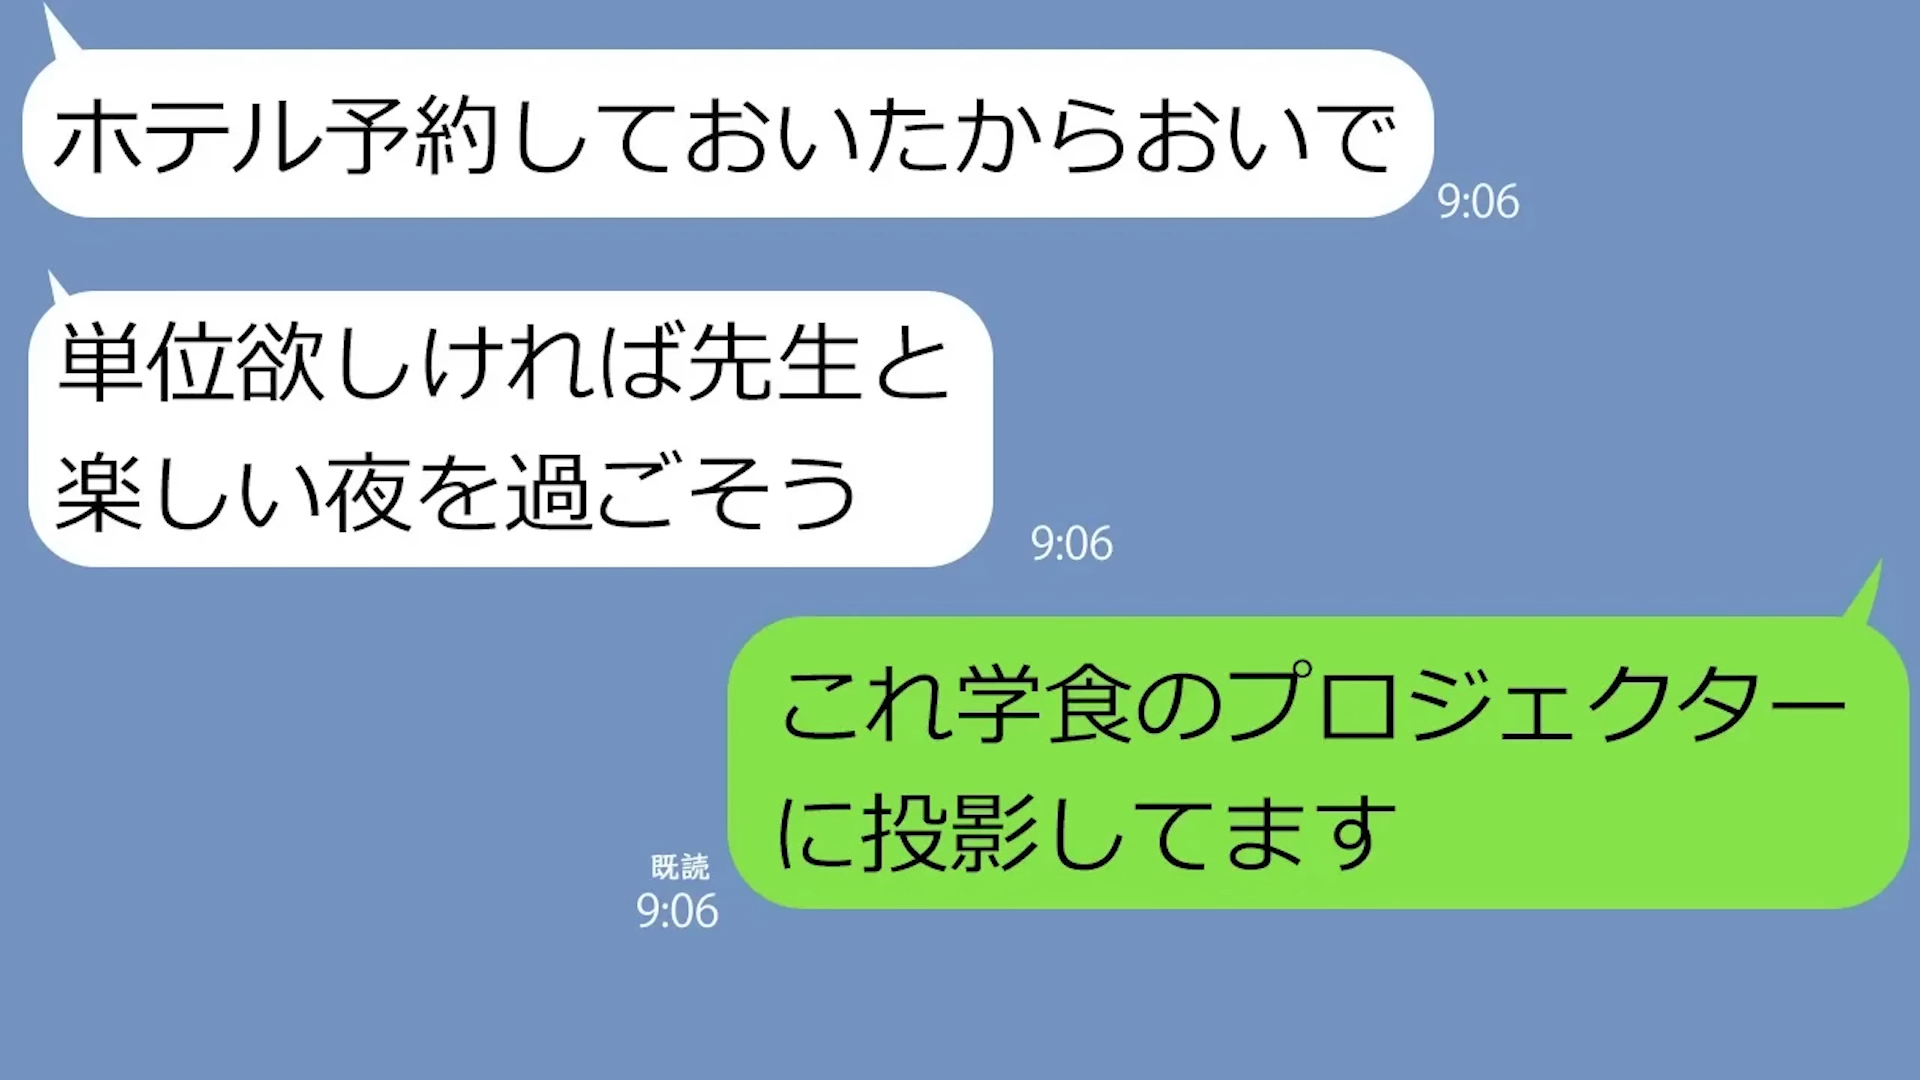 ホテル予約しておいたからおいで
9:06
単位欲しければ先生と
楽しい夜を過ごそう
9:06
これ学食のプロジェクター
に投影してます
既読
9:06